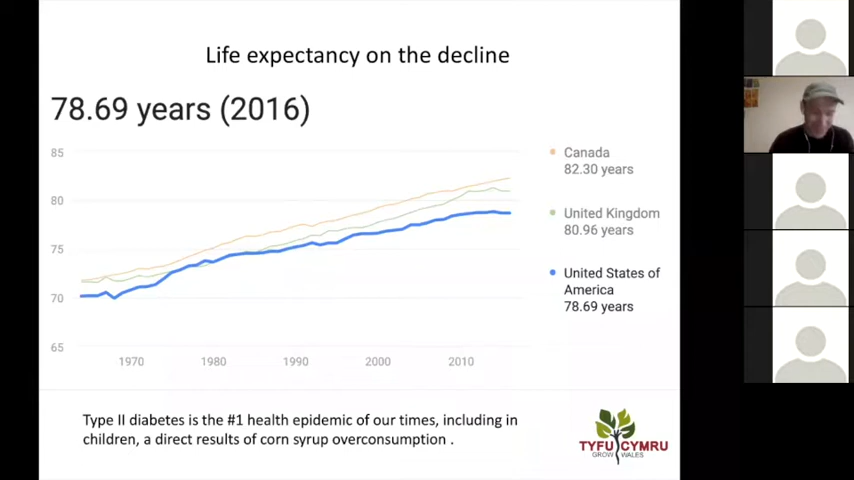 Life expectancy on the decline
78.69 years (2016)
85
80
75
70
65
1970
1980
1990
2000
2010
Canada
82.30 years
United Kingdom
80.96 years
United States of
America
78.69 years
Type II diabetes is the #1 health epidemic of our times, including in
children, a direct results of corn syrup overconsumption .
TYFU CYMRU
GROW WALES